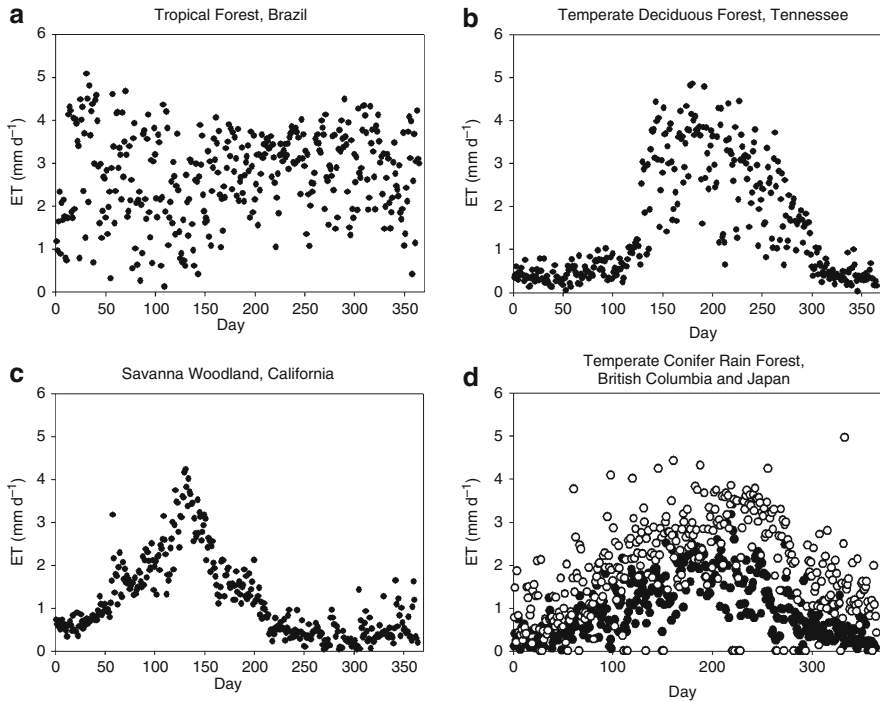 a
Tropical Forest, Brazil
6
5
4
3
2
1
0
ET (mm d⁻¹)
0 50 100 150 200 250 300 350
Day
b
Temperate Deciduous Forest, Tennessee
6
5
4
3
2
1
0
ET (mm d⁻¹)
0 50 100 150 200 250 300 350
Day
c
Savanna Woodland, California
6
5
4
3
2
1
0
ET (mm d⁻¹)
0 50 100 150 200 250 300 350
Day
d
Temperate Conifer Rain Forest,
British Columbia and Japan
6
5
4
3
2
1
0
ET (mm d⁻¹)
0 100 200 300
Day